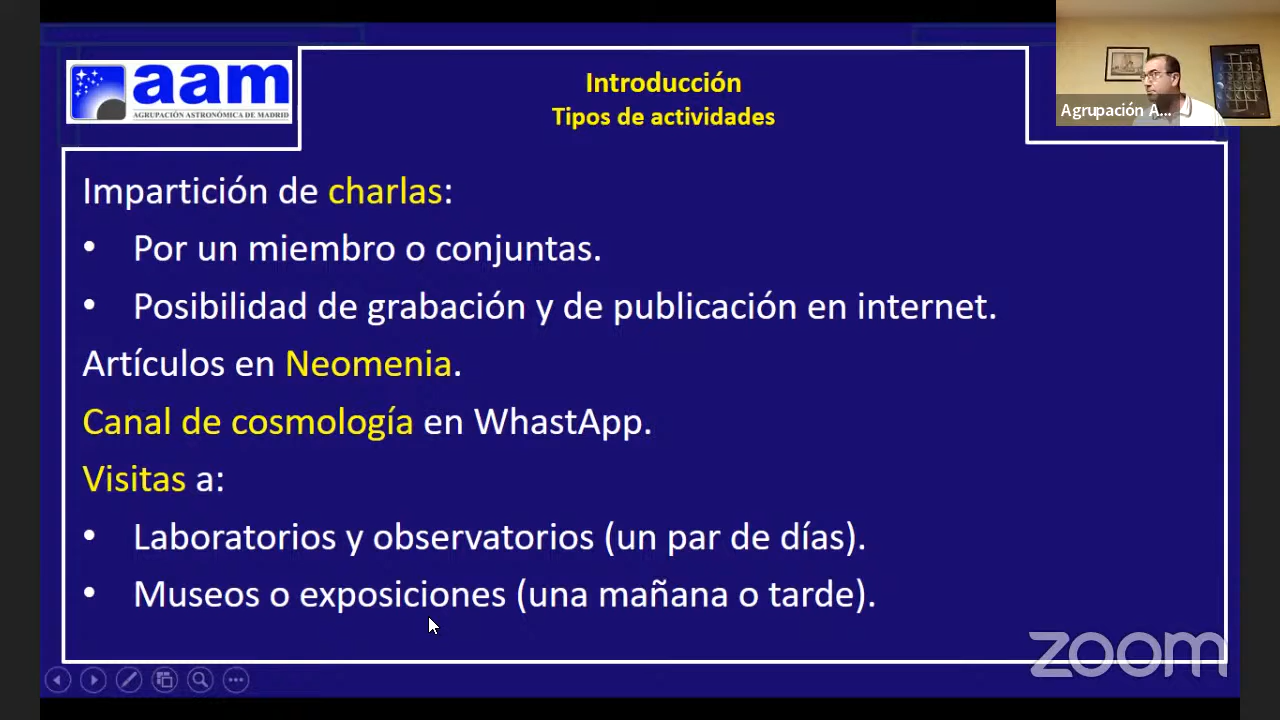 aam
AGRUPACIÓN ASTRONÓMICA DE MADRID
Introducción
Tipos de actividades
Agrupación A...
Impartición de charlas:
• Por un miembro o conjuntas.
• Posibilidad de grabación y de publicación en internet.
Artículos en Neomenia.
Canal de cosmología en WhastApp.
Visitas a:
• Laboratorios y observatorios (un par de días).
• Museos o exposiciones (una mañana o tarde).
zoom